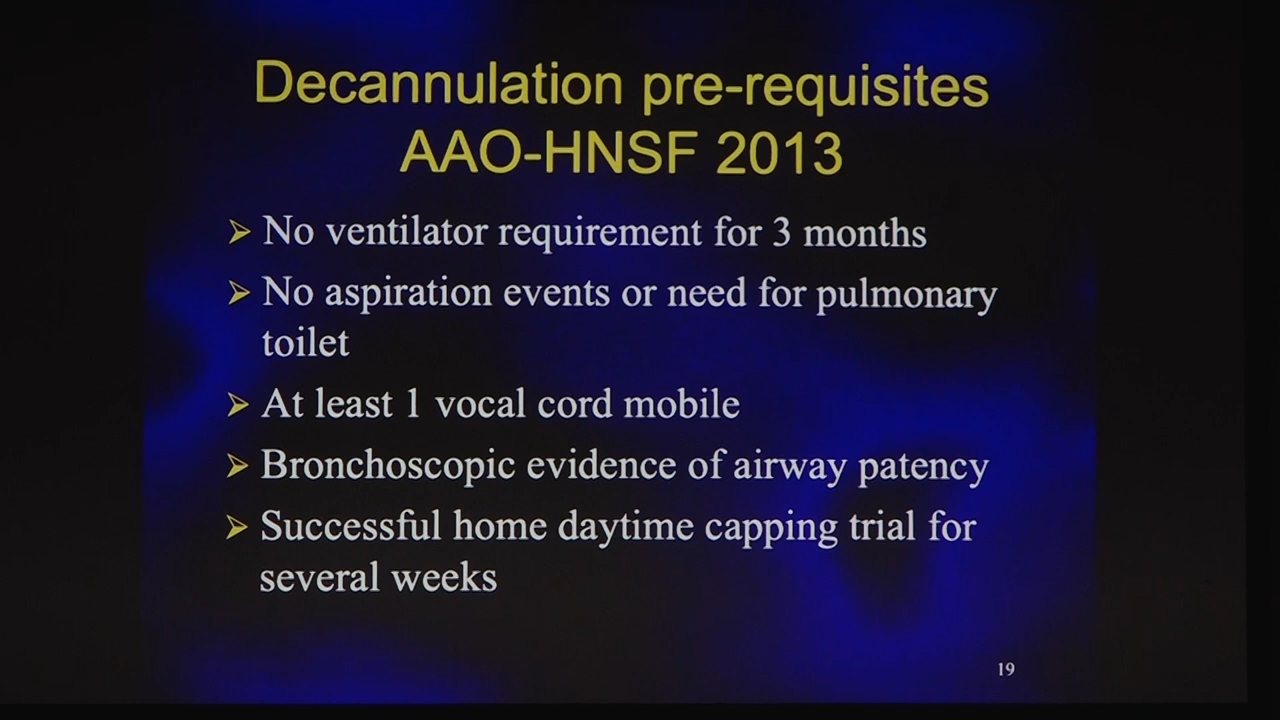 Decannulation pre-requisites
AAO-HNSF 2013
➢ No ventilator requirement for 3 months
➢ No aspiration events or need for pulmonary
toilet
➢ At least 1 vocal cord mobile
➢ Bronchoscopic evidence of airway patency
➢ Successful home daytime capping trial for
several weeks
19